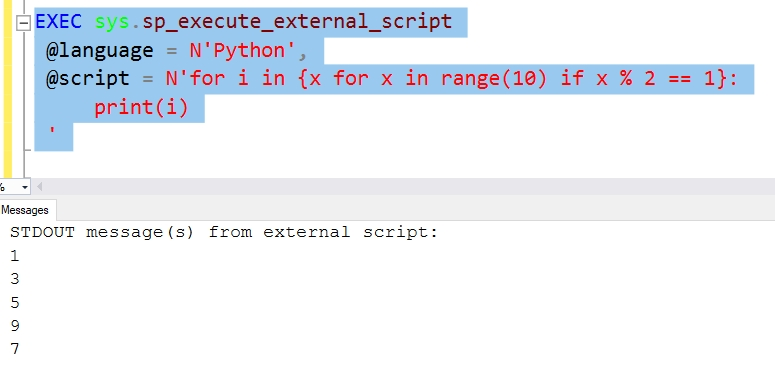 EXEC sys.sp_execute_external_script
@language = N'Python',
@script = N'for i in {x for x in range(10) if x % 2 == 1}:
print(i)
'
%
Messages
STDOUT message(s) from external script:
1
3
5
9
7